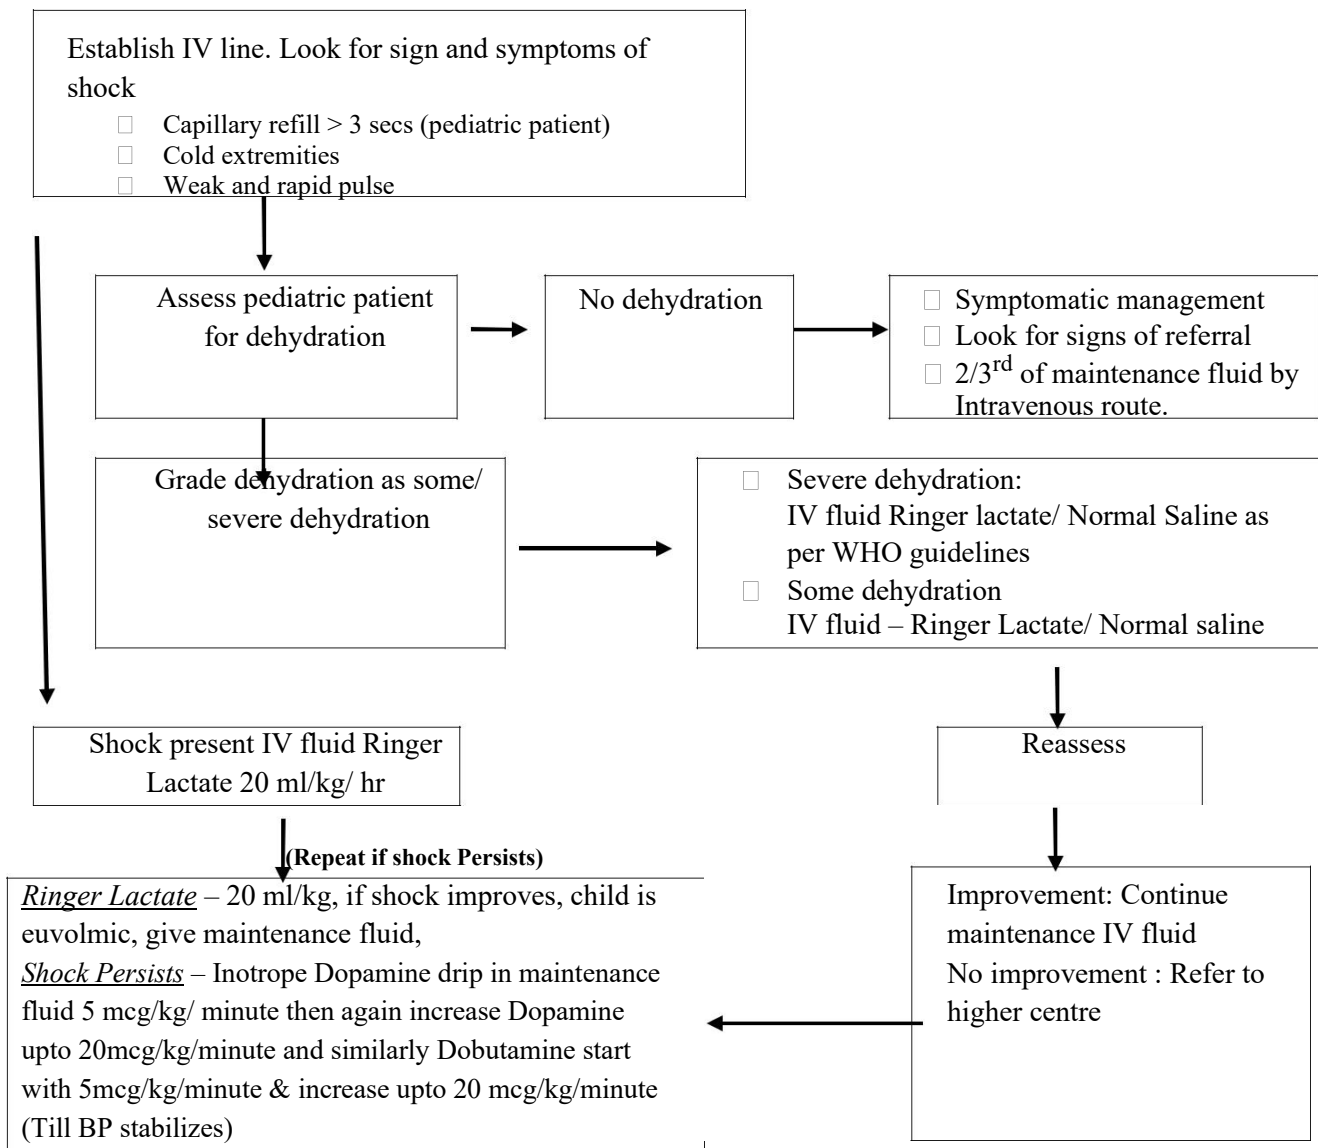 Establish IV line. Look for sign and symptoms of
shock
Capillary refill > 3 secs (pediatric patient)
Cold extremities
Weak and rapid pulse
Assess pediatric patient
for dehydration
No dehydration
Symptomatic management
Look for signs of referral
2/3rd of maintenance fluid by
Intravenous route.
Grade dehydration as some/
severe dehydration
Severe dehydration:
IV fluid Ringer lactate/ Normal Saline as
per WHO guidelines
Some dehydration
IV fluid – Ringer Lactate/ Normal saline
Shock present IV fluid Ringer
Lactate 20 ml/kg/ hr
Reassess
(Repeat if shock Persists)
Ringer Lactate – 20 ml/kg, if shock improves, child is
euvolmic, give maintenance fluid,
Shock Persists – Inotrope Dopamine drip in maintenance
fluid 5 mcg/kg/ minute then again increase Dopamine
upto 20mcg/kg/minute and similarly Dobutamine start
with 5mcg/kg/minute & increase upto 20 mcg/kg/minute
(Till BP stabilizes)
Improvement: Continue
maintenance IV fluid
No improvement : Refer to
higher centre